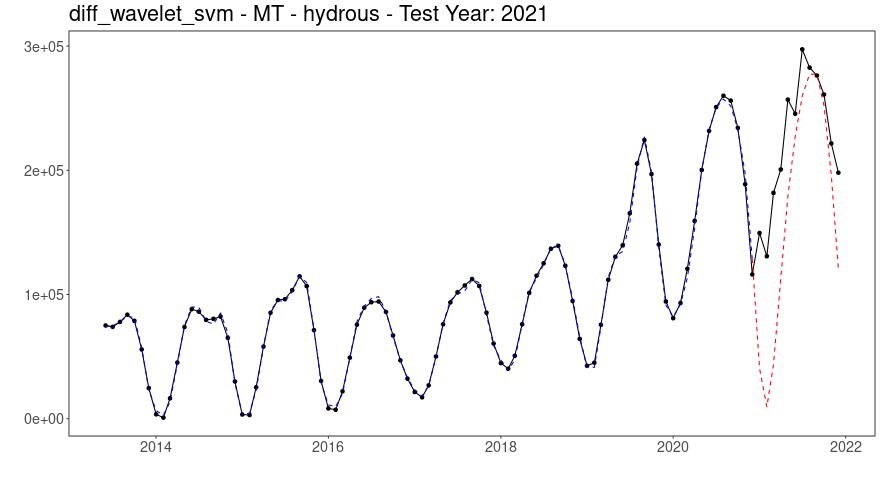 diff_wavelet_svm - MT - hydrous - Test Year: 2021
3e+05
2e+05
1e+05
0e+00
2014 2016 2018 2020 2022